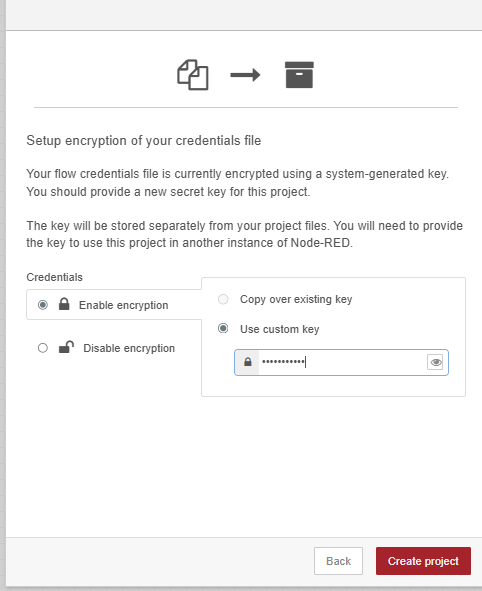 Setup encryption of your credentials file
Your flow credentials file is currently encrypted using a system-generated key.
You should provide a new secret key for this project.
The key will be stored separately from your project files. You will need to provide
the key to use this project in another instance of Node-RED.
Credentials
Enable encryption
Copy over existing key
Use custom key
Disable encryption
•••••••••••
Back
Create project